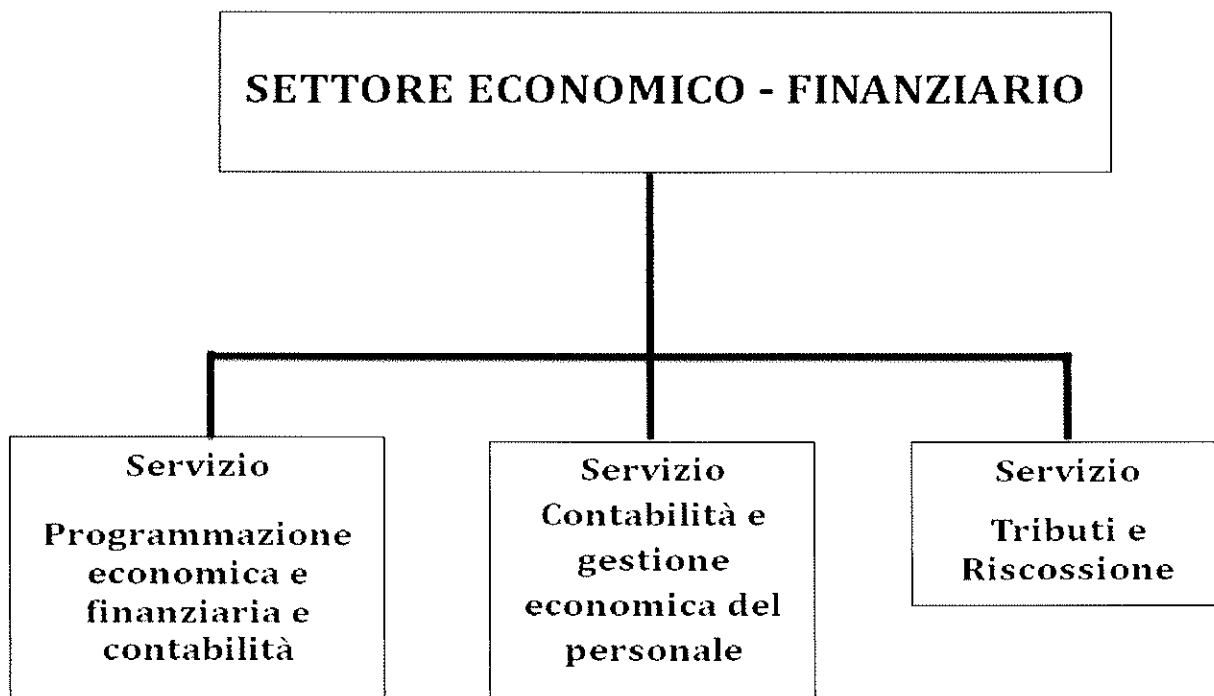 SETTORE ECONOMICO - FINANZIARIO
Servizio
Programmazione
economica e
finanziaria e
contabilità
Servizio
Contabilità e
gestione
economica del
personale
Servizio
Tributi e
Riscossione